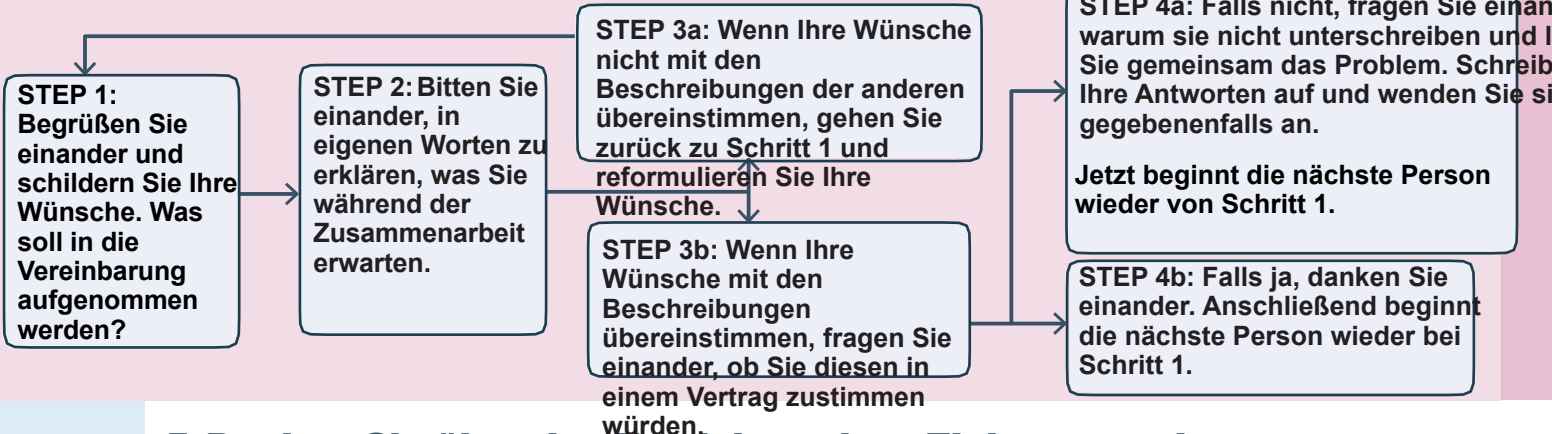 STEP 1:
Begrüßen Sie
einander und
schildern Sie Ihre
Wünsche. Was
soll in die
Vereinbarung
aufgenommen
werden?
STEP 2: Bitten Sie
einander, in
eigenen Worten zu
erklären, was Sie
während der
Zusammenarbeit
erwarten.
STEP 3a: Wenn Ihre Wünsche
nicht mit den
Beschreibungen der anderen
übereinstimmen, gehen Sie
zurück zu Schritt 1 und
reformulieren Sie Ihre
Wünsche.
STEP 3b: Wenn Ihre
Wünsche mit den
Beschreibungen
übereinstimmen, fragen Sie
einander, ob Sie diesen in
einem Vertrag zustimmen
würden.
STEP 4a: Falls nicht, fragen Sie
warum sie nicht unterschreiben und
Sie gemeinsam das Problem.
Ihre Antworten auf und wenden Sie
gegebenenfalls an.
Jetzt beginnt die nächste Person
wieder von Schritt 1.
STEP 4b: Falls ja, danken Sie
einander. Anschließend beginnt
die nächste Person wieder bei
Schritt 1.